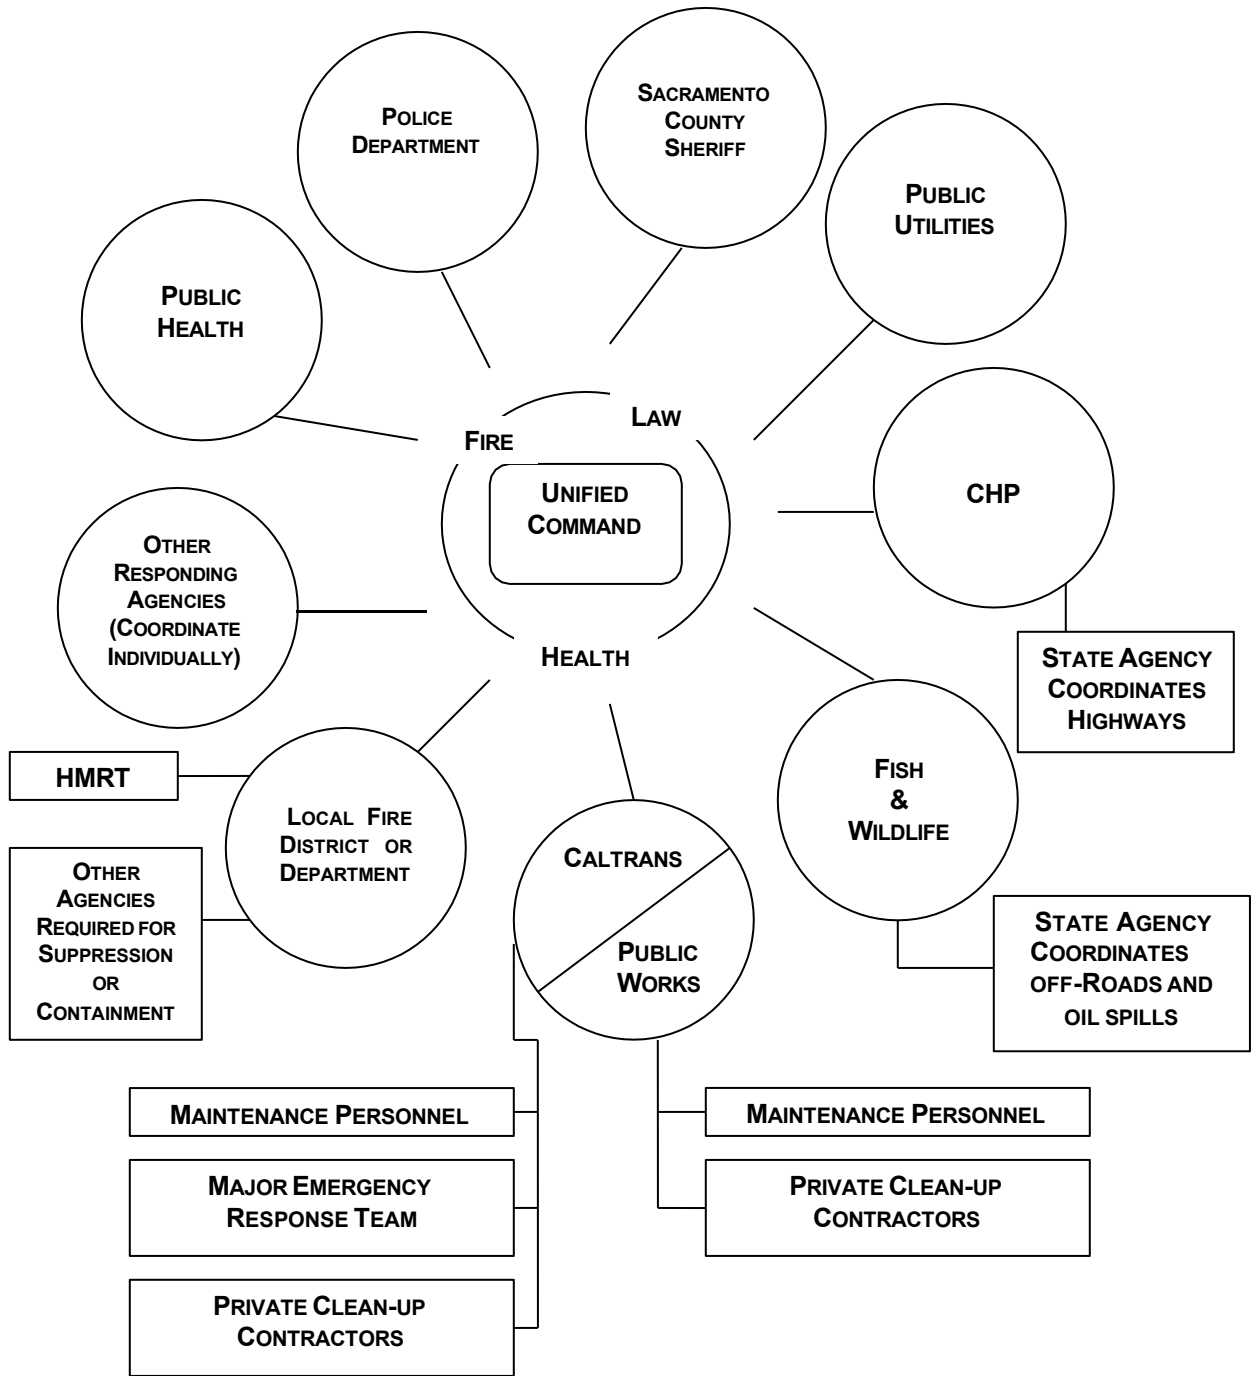 SACRAMENTO
COUNTY
SHERIFF
POLICE
DEPARTMENT
PUBLIC
UTILITIES
PUBLIC
HEALTH
LAW
FIRE
UNIFIED
COMMAND
CHP
OTHER
RESPONDING
AGENCIES
(COORDINATE
INDIVIDUALLY)
HEALTH
STATE AGENCY
COORDINATES
HIGHWAYS
HMRT
FISH
&
WILDLIFE
LOCAL FIRE
DISTRICT OR
DEPARTMENT
CALTRANS
PUBLIC
WORKS
OTHER
AGENCIES
REQUIRED FOR
SUPPRESSION
OR
CONTAINMENT
STATE AGENCY
COORDINATES
OFF-ROADS AND
OIL SPILLS
MAINTENANCE PERSONNEL
MAJOR EMERGENCY
RESPONSE TEAM
PRIVATE CLEAN-UP
CONTRACTORS
MAINTENANCE PERSONNEL
PRIVATE CLEAN-UP
CONTRACTORS